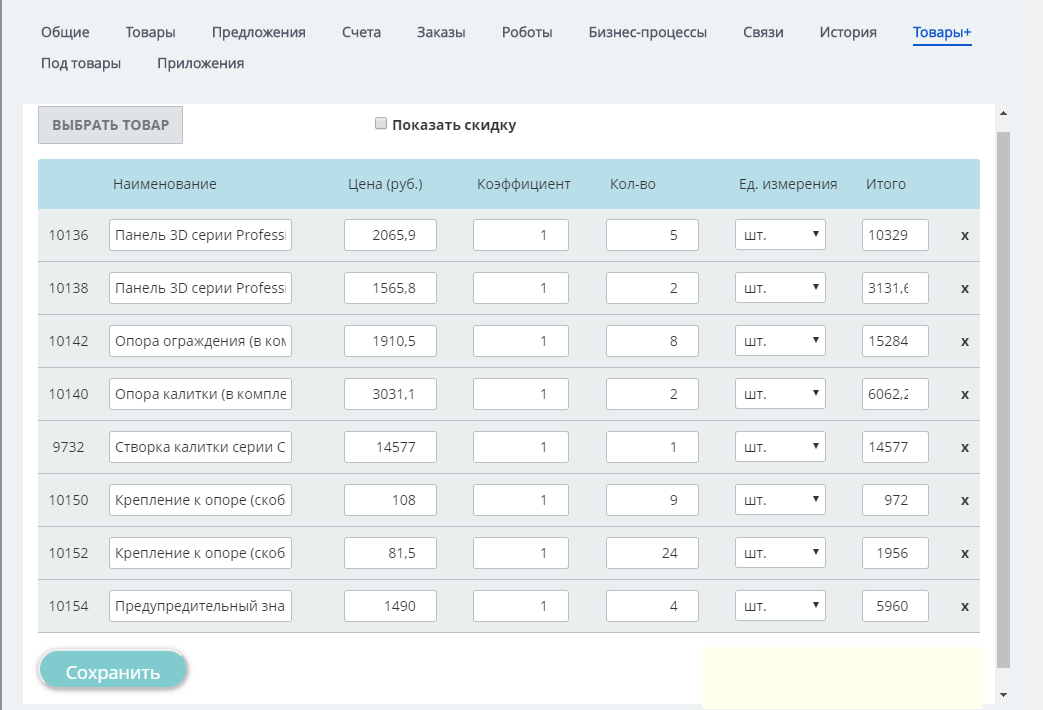 Общие Товары Предложения Счета Заказы Роботы Бизнес-процессы Связи История Товары+
Под товары Приложения
ВЫБРАТЬ ТОВАР Показать скидку
Наименование Цена (руб.) Коэффициент Кол-во Ед. измерения Итого
10136 Панель 3D серии Profess 2065,9 1 5 шт. 10329 x
10138 Панель 3D серии Profess 1565,8 1 2 шт. 3131,6 x
10142 Опора ограждения (в ком 1910,5 1 8 шт. 15284 x
10140 Опора калитки (в компле 3031,1 1 2 шт. 6062,2 x
9732 Створка калитки серии С 14577 1 1 шт. 14577 x
10150 Крепление к опоре (скоб 108 1 9 шт. 972 x
10152 Крепление к опоре (скоб 81,5 1 24 шт. 1956 x
10154 Предупредительный зна 1490 1 4 шт. 5960 x
Сохранить